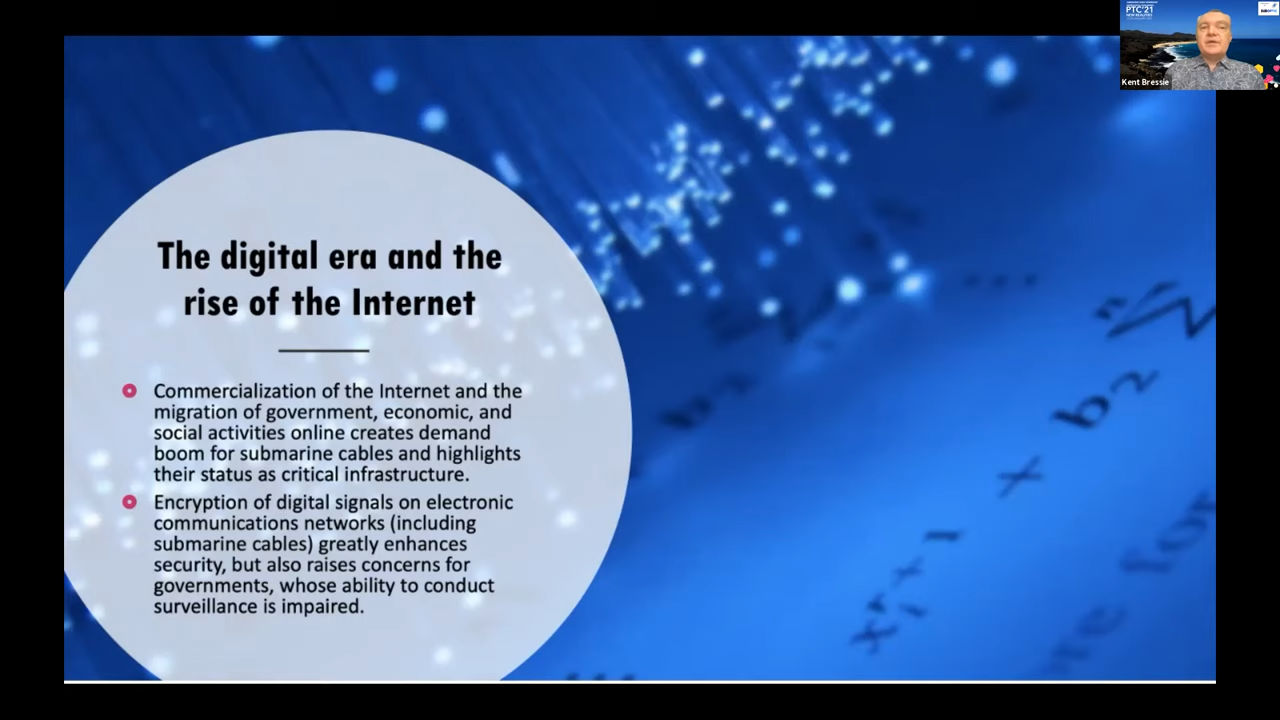 PTC'21
Kent Bressie
The digital era and the
rise of the Internet
Commercialization of the Internet and the
migration of government, economic, and
social activities online creates demand
boom for submarine cables and highlights
their status as critical infrastructure.
Encryption of digital signals on electronic
communications networks (including
submarine cables) greatly enhances
security, but also raises concerns for
governments, whose ability to conduct
surveillance is impaired.